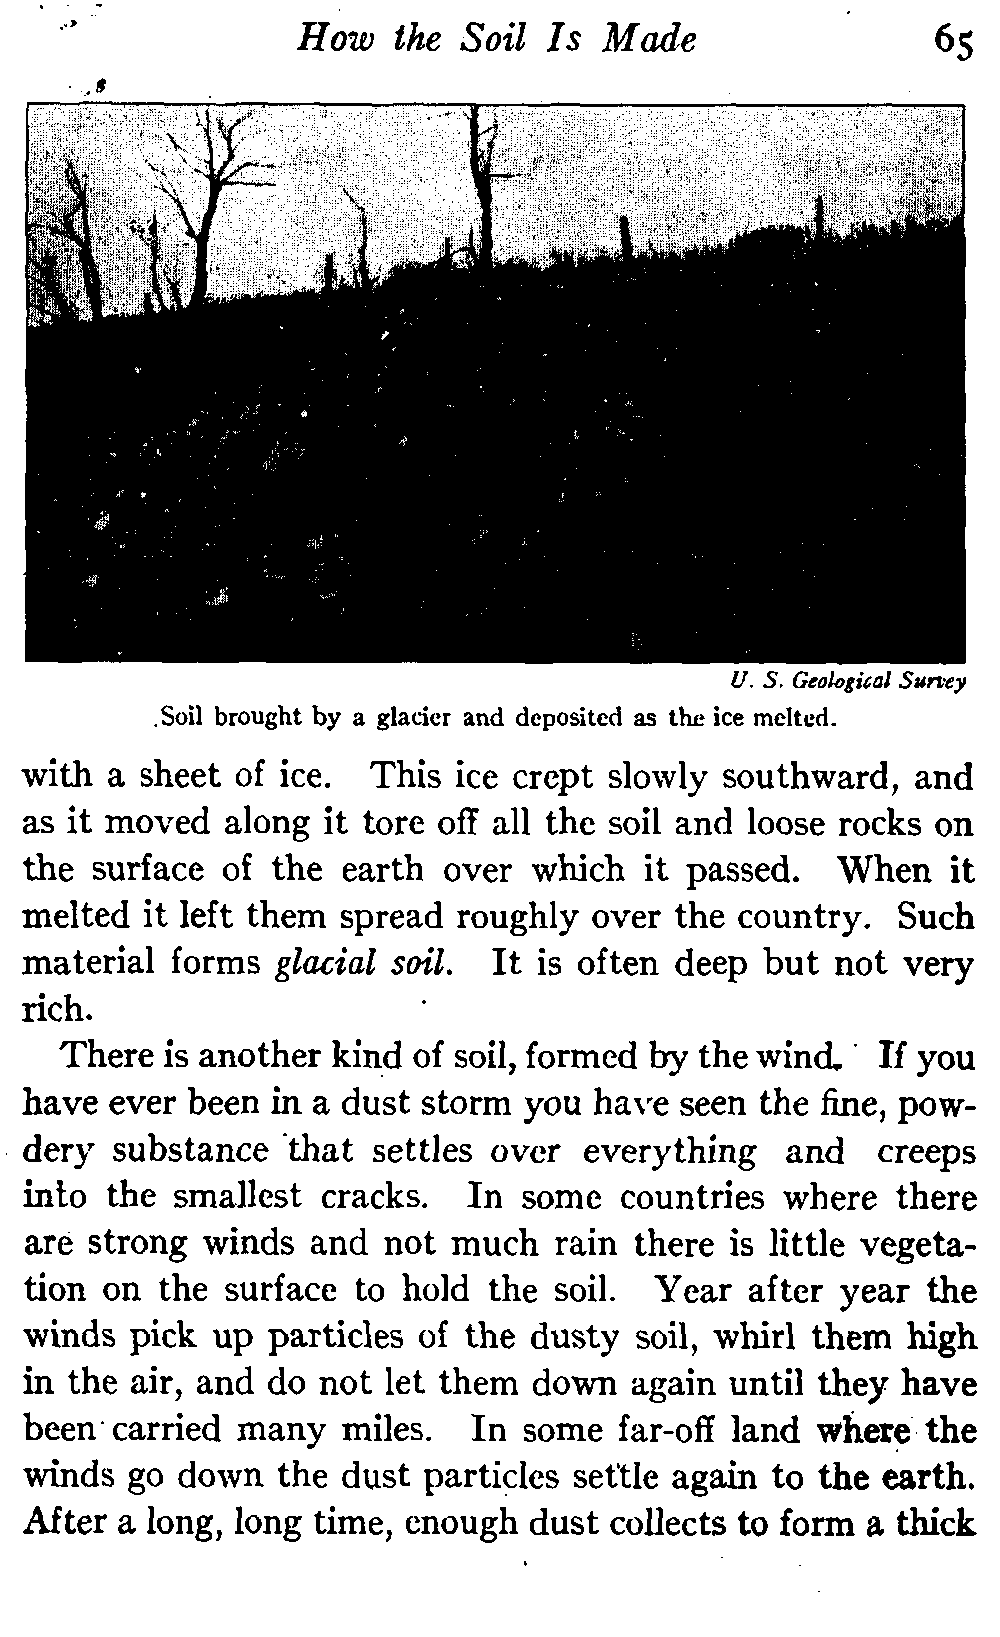 How the Soil Is Made 65
U. S. Geological Survey
Soil brought by a glacier and deposited as the ice melted.
with a sheet of ice. This ice crept slowly southward, and
as it moved along it tore off all the soil and loose rocks on
the surface of the earth over which it passed. When it
melted it left them spread roughly over the country. Such
material forms glacial soil. It is often deep but not very
rich.
There is another kind of soil, formed by the wind. If you
have ever been in a dust storm you have seen the fine, pow-
dery substance that settles over everything and creeps
into the smallest cracks. In some countries where there
are strong winds and not much rain there is little vegeta-
tion on the surface to hold the soil. Year after year the
winds pick up particles of the dusty soil, whirl them high
in the air, and do not let them down again until they have
been carried many miles. In some far-off land where the
winds go down the dust particles settle again to the earth.
After a long, long time, enough dust collects to form a thick